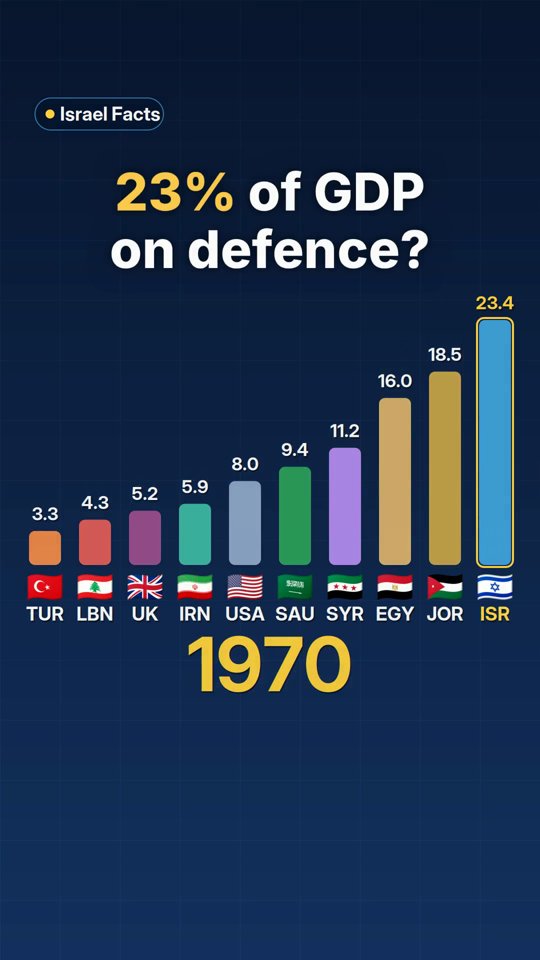 Israel Facts
23% of GDP
on defence?
23.4
18.5
16.0
11.2
9.4
8.0
5.9
5.2
4.3
3.3
TUR LBN UK IRN USA SAU SYR EGY JOR ISR
1970